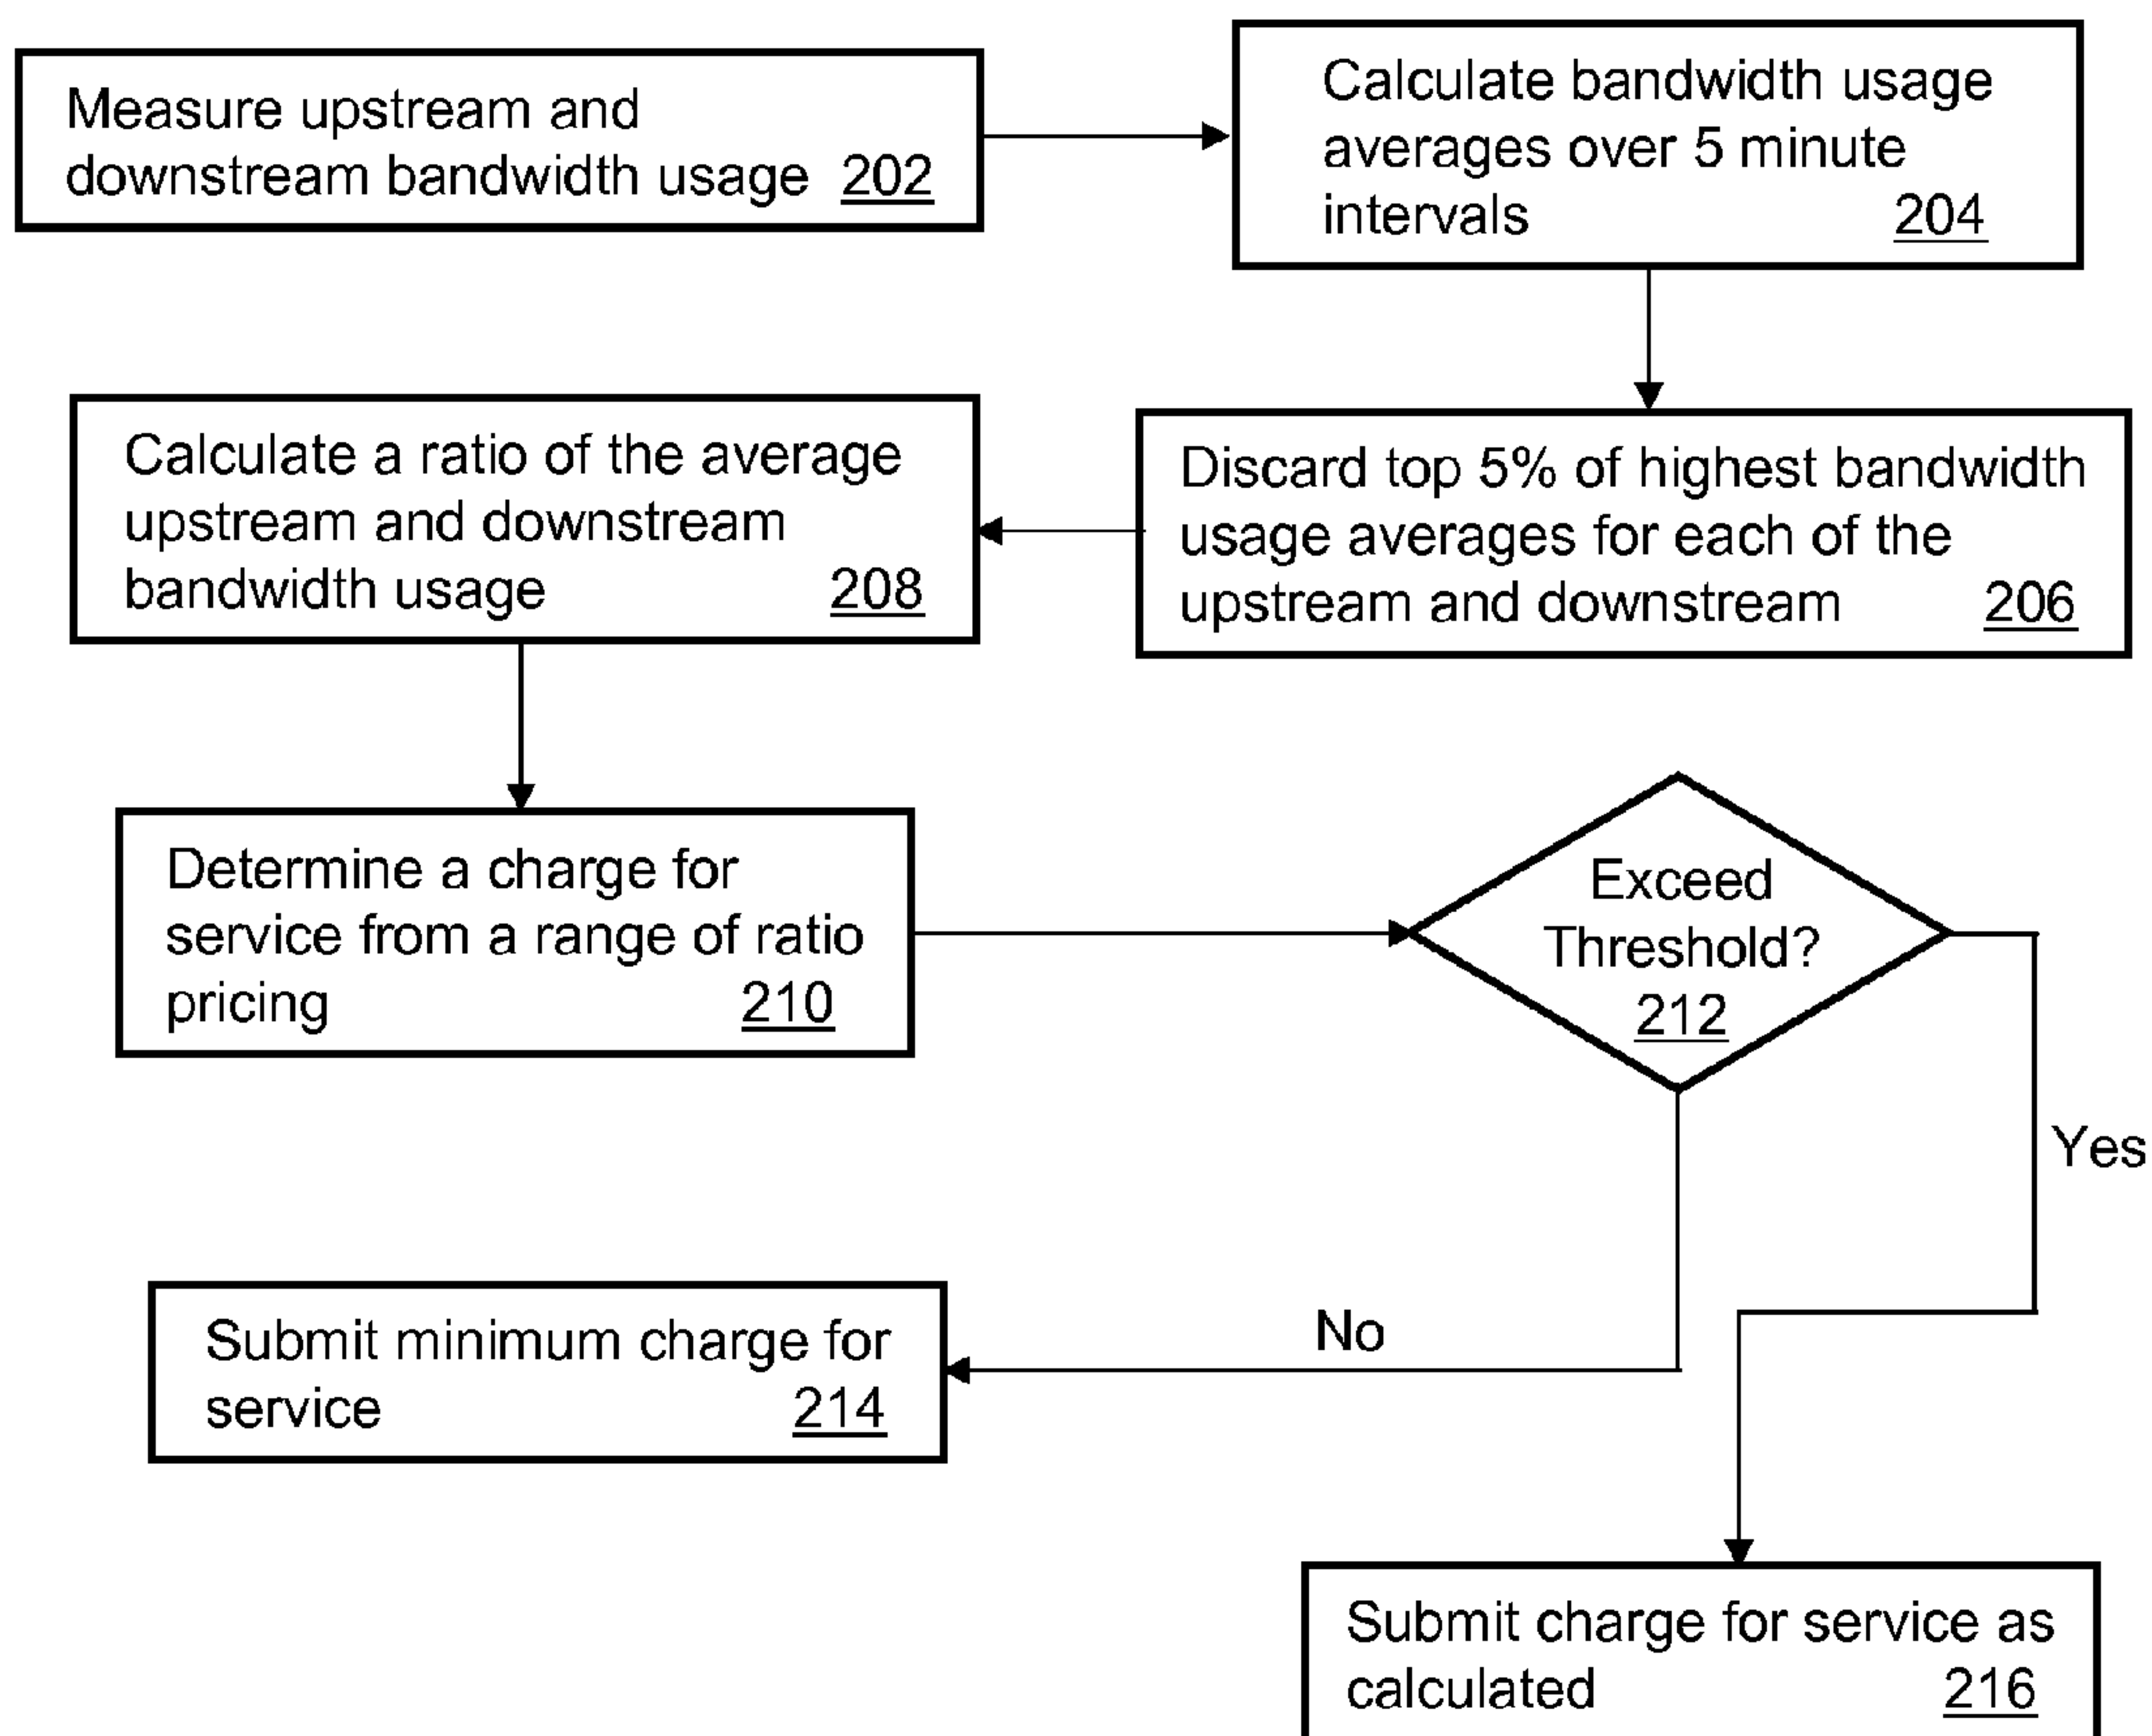 Measure upstream and
downstream bandwidth usage 202
Calculate bandwidth usage
averages over 5 minute
intervals 204
Discard top 5% of highest bandwidth
usage averages for each of the
upstream and downstream 206
Calculate a ratio of the average
upstream and downstream
bandwidth usage 208
Determine a charge for
service from a range of ratio
pricing 210
Exceed
Threshold?
212
Yes
No
Submit minimum charge for
service 214
Submit charge for service as
calculated 216